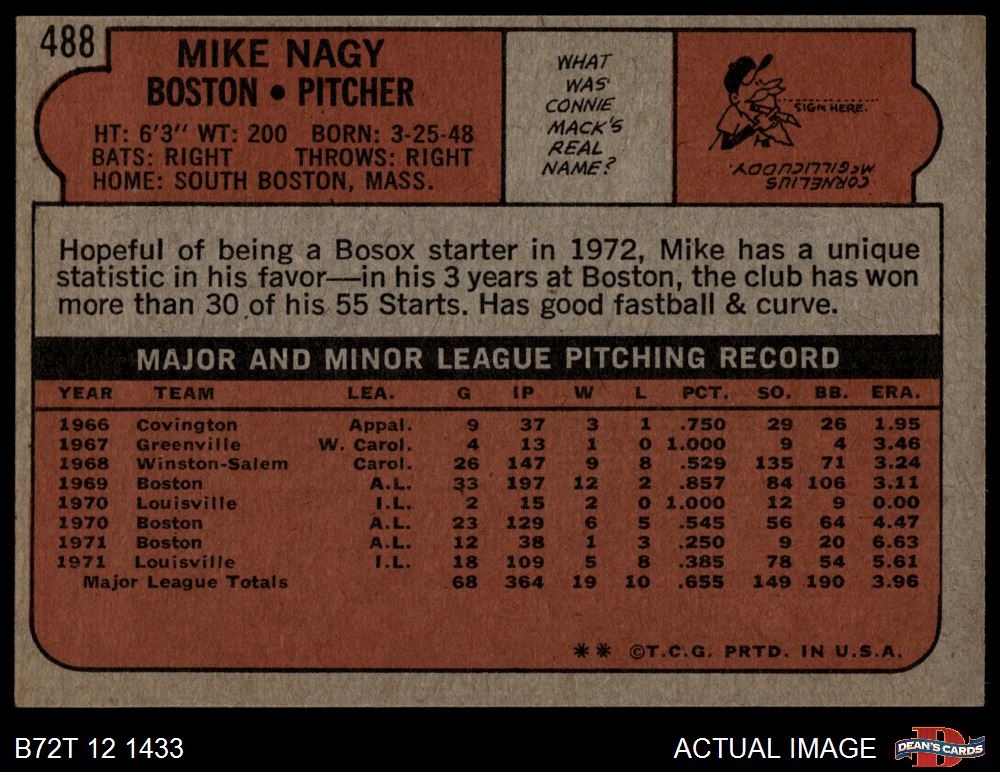 488
MIKE NAGY
BOSTON • PITCHER
HT: 6'3" WT: 200 BORN: 3-25-48
BATS: RIGHT THROWS: RIGHT
HOME: SOUTH BOSTON, MASS.
WHAT
WAS
CONNIE
MACK'S
REAL
NAME?
SIGN HERE.
CORNELIUS
McGILLICUDDY.
Hopeful of being a Bosox starter in 1972, Mike has a unique
statistic in his favor—in his 3 years at Boston, the club has won
more than 30 of his 55 Starts. Has good fastball & curve.
MAJOR AND MINOR LEAGUE PITCHING RECORD
YEAR TEAM LEA. G IP W L PCT. SO. BB. ERA.
1966 Covington Appal. 9 37 3 1 .750 29 26 1.95
1967 Greenville W. Carol. 4 13 1 0 1.000 9 4 3.46
1968 Winston-Salem Carol. 26 147 9 8 .529 135 71 3.24
1969 Boston A.L. 33 197 12 2 .857 84 106 3.11
1970 Louisville I.L. 2 15 2 0 1.000 12 9 0.00
1970 Boston A.L. 23 129 6 5 .545 56 64 4.47
1971 Boston A.L. 12 38 1 3 .250 9 20 6.63
1971 Louisville I.L. 18 109 5 8 .385 78 54 5.61
Major League Totals 68 364 19 10 .655 149 190 3.96
** ©T.C.G. PRTD. IN U.S.A.
B72T 12 1433
ACTUAL IMAGE
DEAN'S CARDS